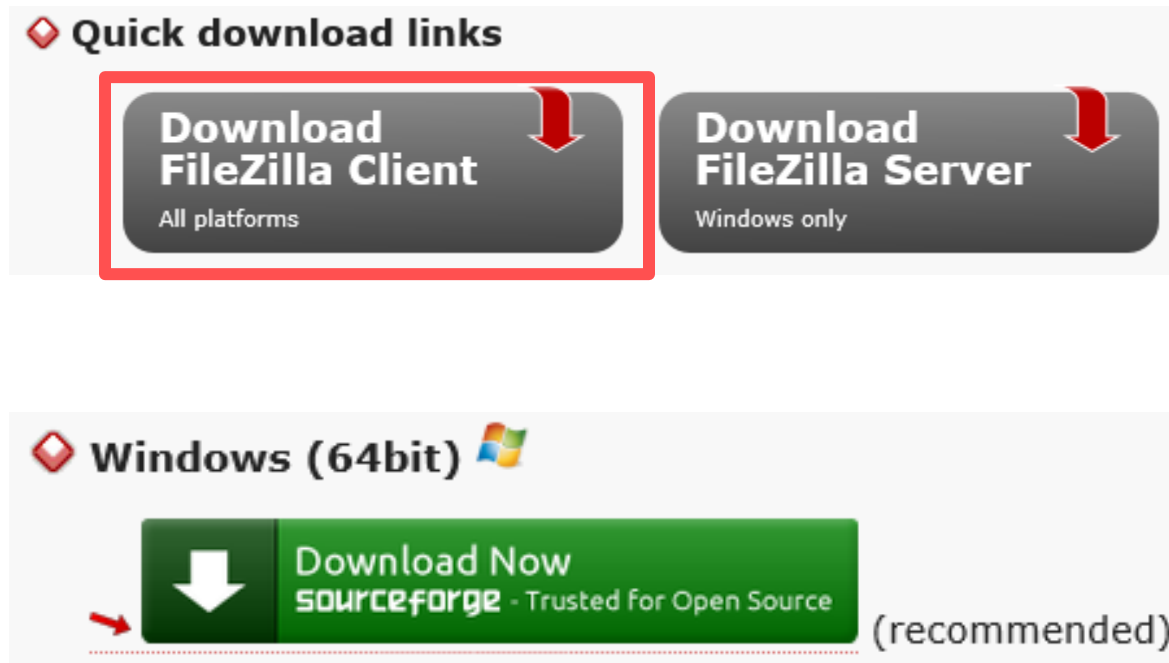 Quick download links
Download
FileZilla Client
All platforms
Download
FileZilla Server
Windows only
Windows (64bit)
Download Now
sourceforge - Trusted for Open Source
(recommended)